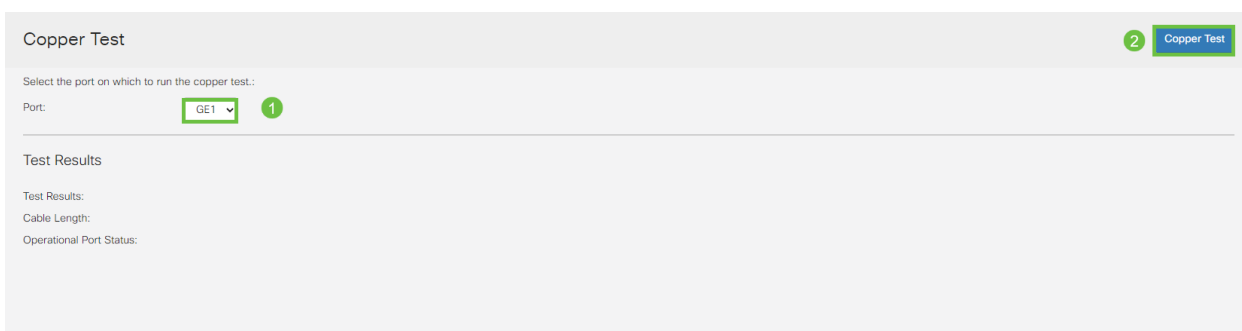 Copper Test
2
Copper Test
Select the port on which to run the copper test.:
Port:
GE1
1
Test Results
Test Results:
Cable Length:
Operational Port Status: